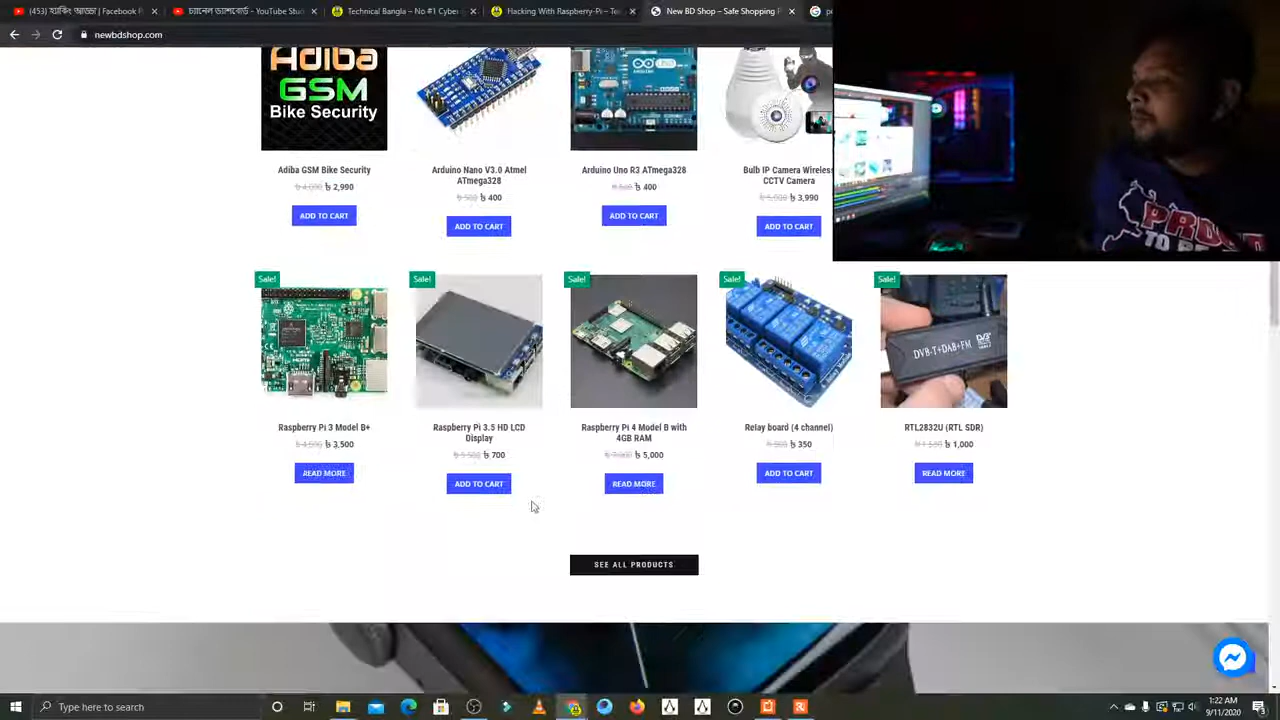 (453) হ্যাকিং আড্ডা | Facebook P
চ্যানেল ড্যাশবোর্ড - YouTube Stu
Technical Bangla – No #1 Cyber
Hacking With Raspberry-Pi – Te
New BD Shop – Safe Shopping P
newbdshop.com
Adiba
GSM
Bike Security
Adiba GSM Bike Security
৳ 2,990
ADD TO CART
Arduino Nano V3.0 Atmel
ATmega328
৳ 400
ADD TO CART
Arduino Uno R3 ATmega328
৳ 400
ADD TO CART
Bulb IP Camera Wireless
CCTV Camera
৳ 3,990
ADD TO CART
Sale!
Sale!
Sale!
Sale!
Sale!
DVB-T+DAB+FM
Raspberry Pi 3 Model B+
৳ 3,500
READ MORE
Raspberry Pi 3.5 HD LCD
Display
৳ 700
ADD TO CART
Raspberry Pi 4 Model B with
4GB RAM
৳ 5,000
READ MORE
Relay board (4 channel)
৳ 350
ADD TO CART
RTL2832U (RTL SDR)
৳ 1,000
READ MORE
SEE ALL PRODUCTS
Type here to search
1:22 AM
9/11/2020